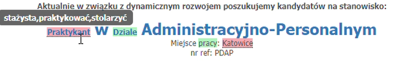 Aktualnie w związku z dynamicznym rozwojem poszukujemy kandydatów na stanowisko:
stażysta,praktykować,stolarzyć
Praktykant w Dziale Administracyjno-Personalnym
Miejsce pracy: Katowice
nr ref: PDAP